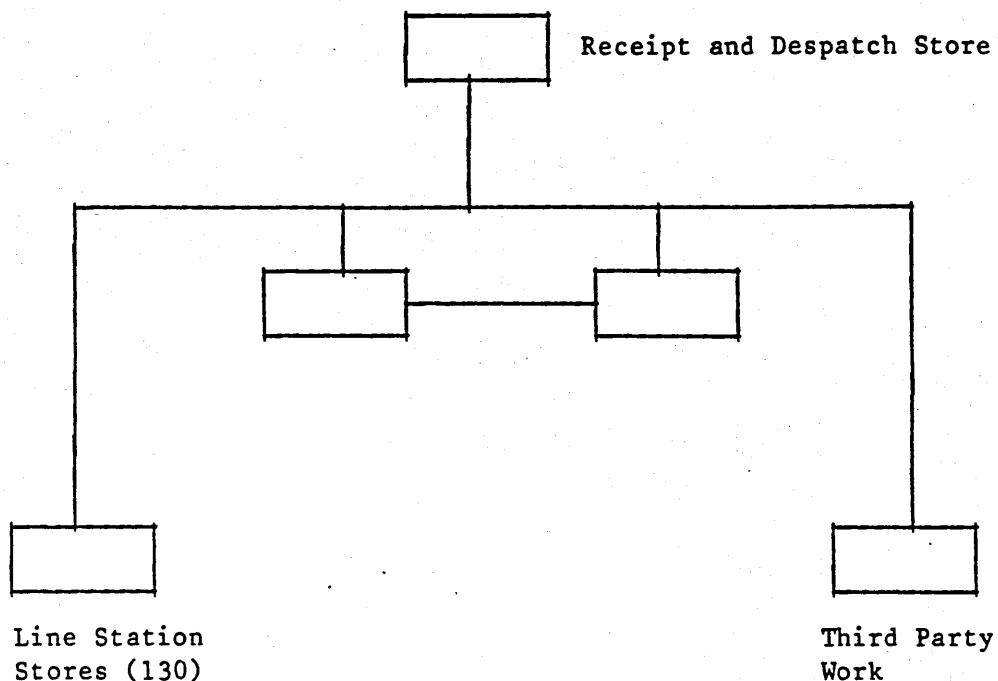 Receipt and Despatch Store
Line Station
Stores (130)
Third Party
Work